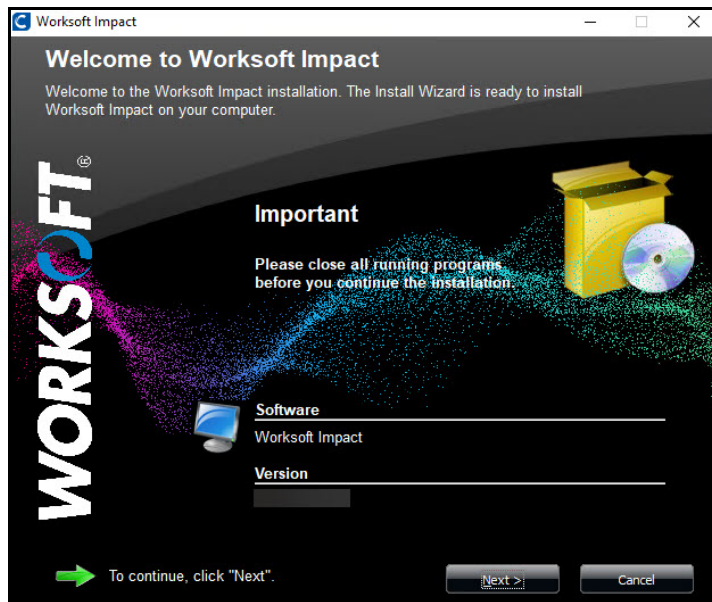 Worksoft Impact
Welcome to Worksoft Impact
Welcome to the Worksoft Impact installation. The Install Wizard is ready to install
Worksoft Impact on your computer.
WORKSOFT®
Important
Please close all running programs
before you continue the installation.
Software
Worksoft Impact
Version
To continue, click "Next".
Next >
Cancel